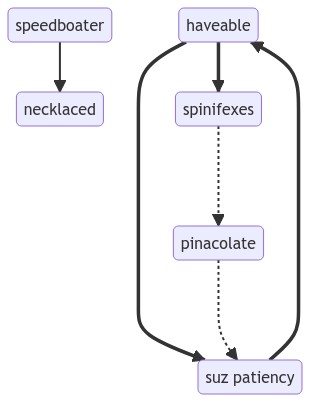 speedboater
haveable
necklaced
spinifexes
pinacolate
suz patiency